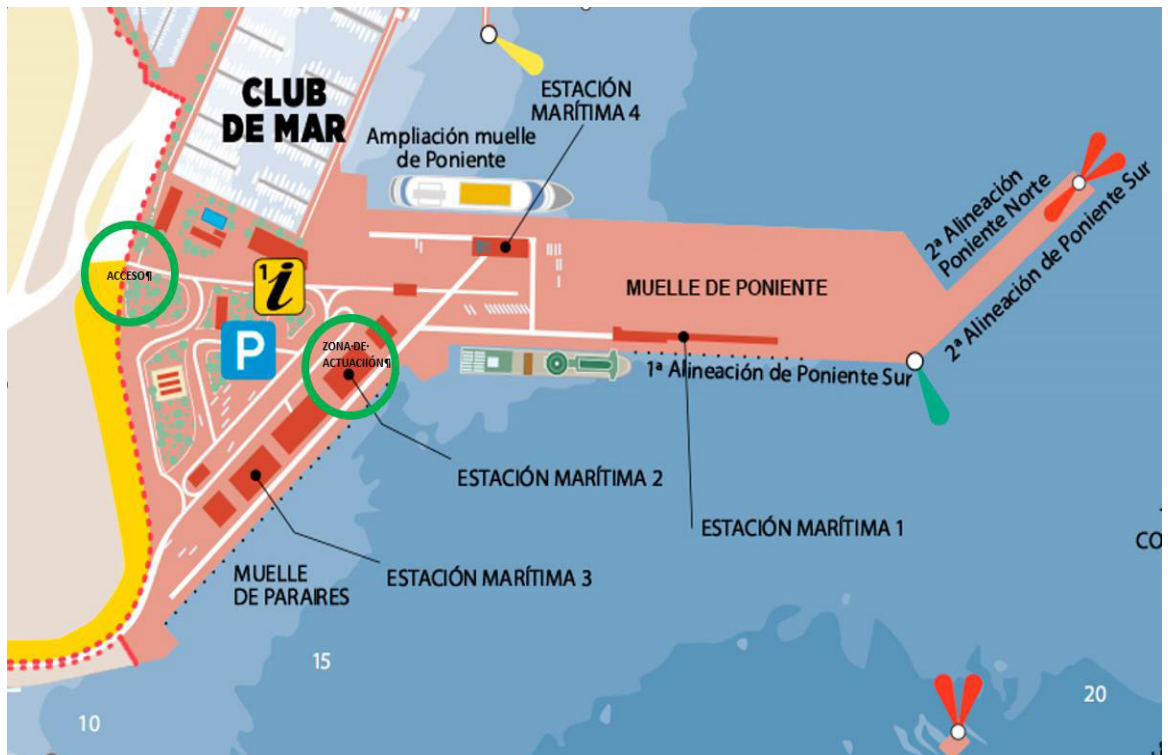 CLUB
DE MAR
ESTACIÓN
MARÍTIMA 4
Ampliación muelle
de Poniente
2ª Alineación
Poniente Norte
2ª Alineación de Poniente Sur
ACCESO¶
1
i
MUELLE DE PONIENTE
P
ZONA·DE·
ACTUACIIÓN¶
1ª Alineación de Poniente Sur
ESTACIÓN MARÍTIMA 2
ESTACIÓN MARÍTIMA 1
CO
ESTACIÓN MARÍTIMA 3
MUELLE
DE PARAIRES
15
20
10